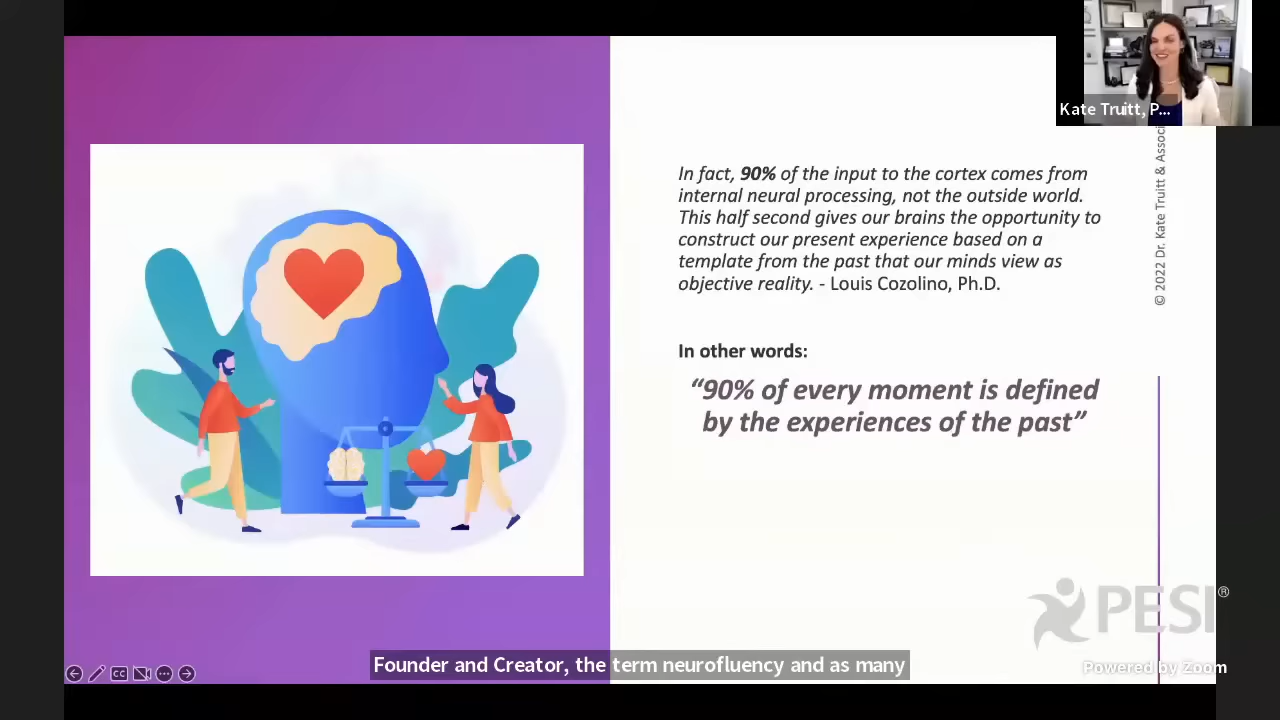 Kate Truitt, P...
In fact, 90% of the input to the cortex comes from
internal neural processing, not the outside world.
This half second gives our brains the opportunity to
construct our present experience based on a
template from the past that our minds view as
objective reality. - Louis Cozolino, Ph.D.
In other words:
“90% of every moment is defined
by the experiences of the past”
© 2022 Dr. Kate Truitt & Associ
PESI®
Powered by Zoom
CC
Founder and Creator, the term neurofluency and as many